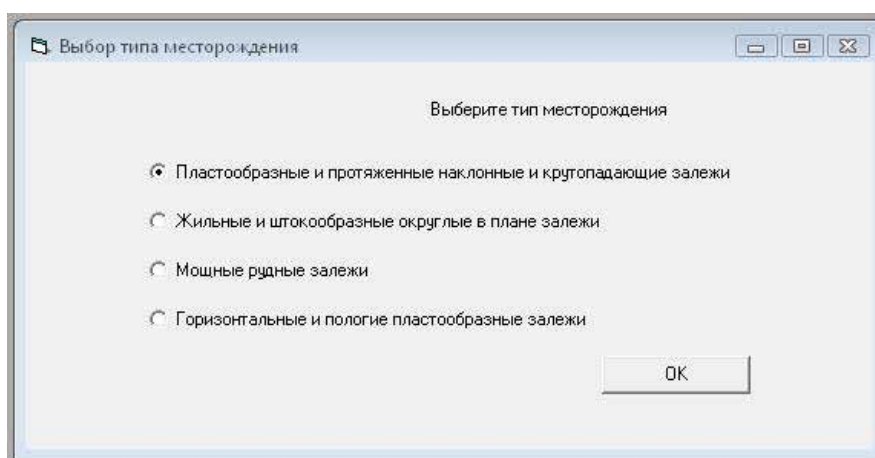 Выбор типа месторождения
Выберите тип месторождения
Пластообразные и протяженные наклонные и крутопадающие залежи
Жильные и штокообразные округлые в плане залежи
Мощные рудные залежи
Горизонтальные и пологие пластообразные залежи
OK